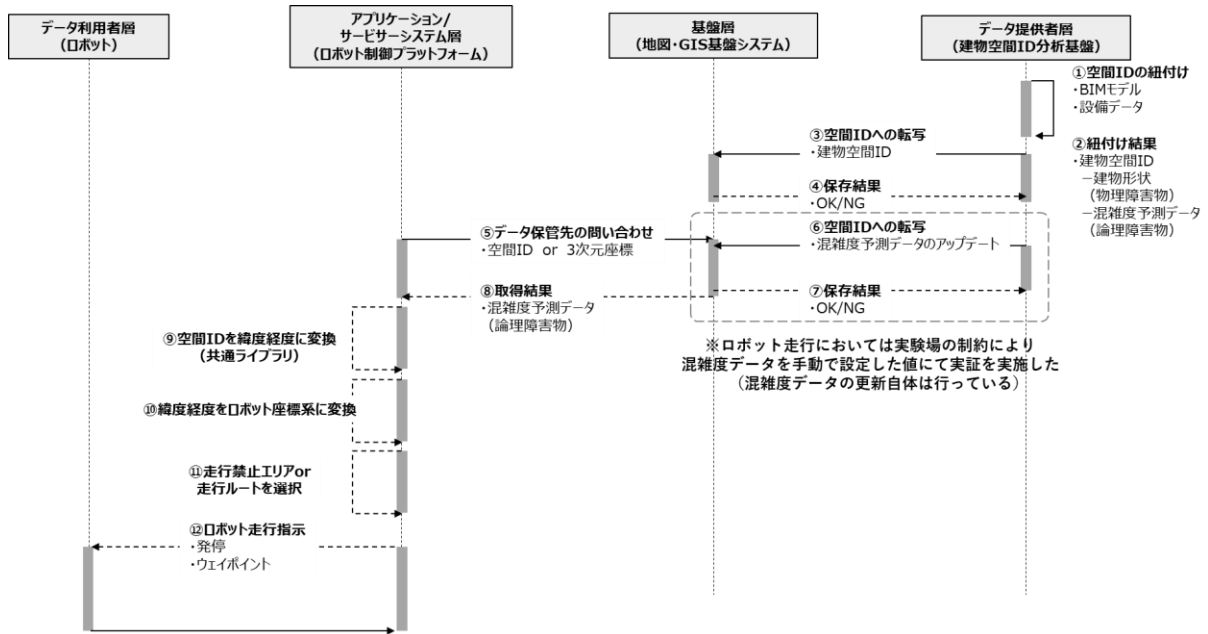 データ利用者層
（ロボット）
アプリケーション/
サービサーシステム層
（ロボット制御プラットフォーム）
基盤層
（地図・GIS基盤システム）
データ提供者層
（建物空間ID分析基盤）
①空間IDの紐付け
・BIMモデル
・設備データ
②紐付け結果
・建物空間ID
－建物形状
（物理障害物）
－混雑度予測データ
（論理障害物）
③空間IDへの転写
・建物空間ID
④保存結果
・OK/NG
⑤データ保管先の問い合わせ
・空間ID or 3次元座標
⑥空間IDへの転写
・混雑度予測データのアップデート
⑧取得結果
・混雑度予測データ
（論理障害物）
⑦保存結果
・OK/NG
⑨空間IDを緯度経度に変換
（共通ライブラリ）
※ロボット走行においては実験場の制約により
混雑度データを手動で設定した値にて実証を実施した
（混雑度データの更新自体は行っている）
⑩緯度経度をロボット座標系に変換
⑪走行禁止エリアor
走行ルートを選択
⑫ロボット走行指示
・発停
・ウェイポイント